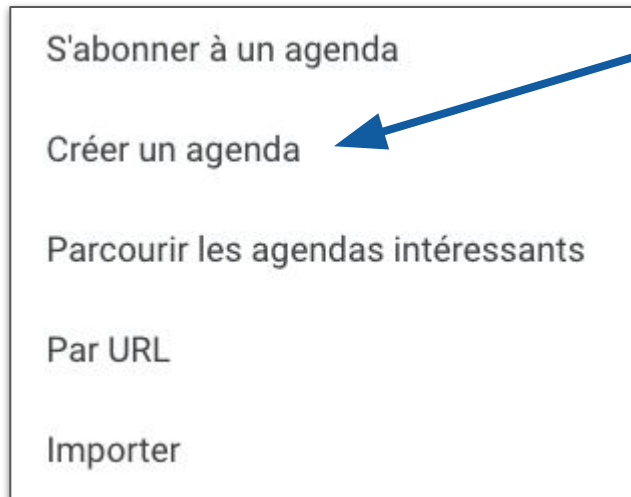 S'abonner à un agenda
Créer un agenda
Parcourir les agendas intéressants
Par URL
Importer